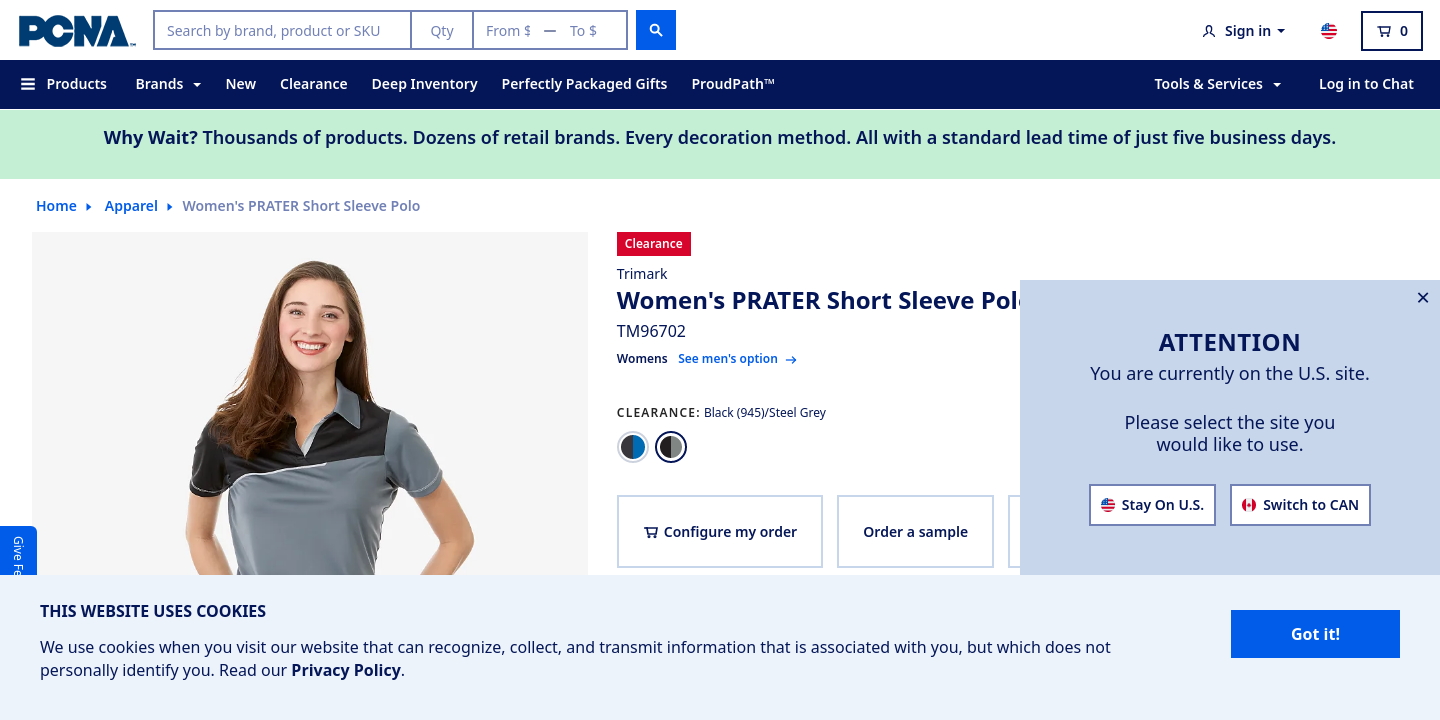 PCNA™
Search by brand, product or SKU
Qty
From $ — To $
Sign in
0
Products
Brands
New
Clearance
Deep Inventory
Perfectly Packaged Gifts
ProudPath™
Tools & Services
Log in to Chat
Why Wait? Thousands of products. Dozens of retail brands. Every decoration method. All with a standard lead time of just five business days.
Home
Apparel
Women's PRATER Short Sleeve Polo
Clearance
Trimark
Women's PRATER Short Sleeve Polo
TM96702
Womens See men's option
CLEARANCE: Black (945)/Steel Grey
Configure my order
Order a sample
ATTENTION
You are currently on the U.S. site.
Please select the site you
would like to use.
Stay On U.S.
Switch to CAN
Give Fe
THIS WEBSITE USES COOKIES
We use cookies when you visit our website that can recognize, collect, and transmit information that is associated with you, but which does not
personally identify you. Read our Privacy Policy.
Got it!